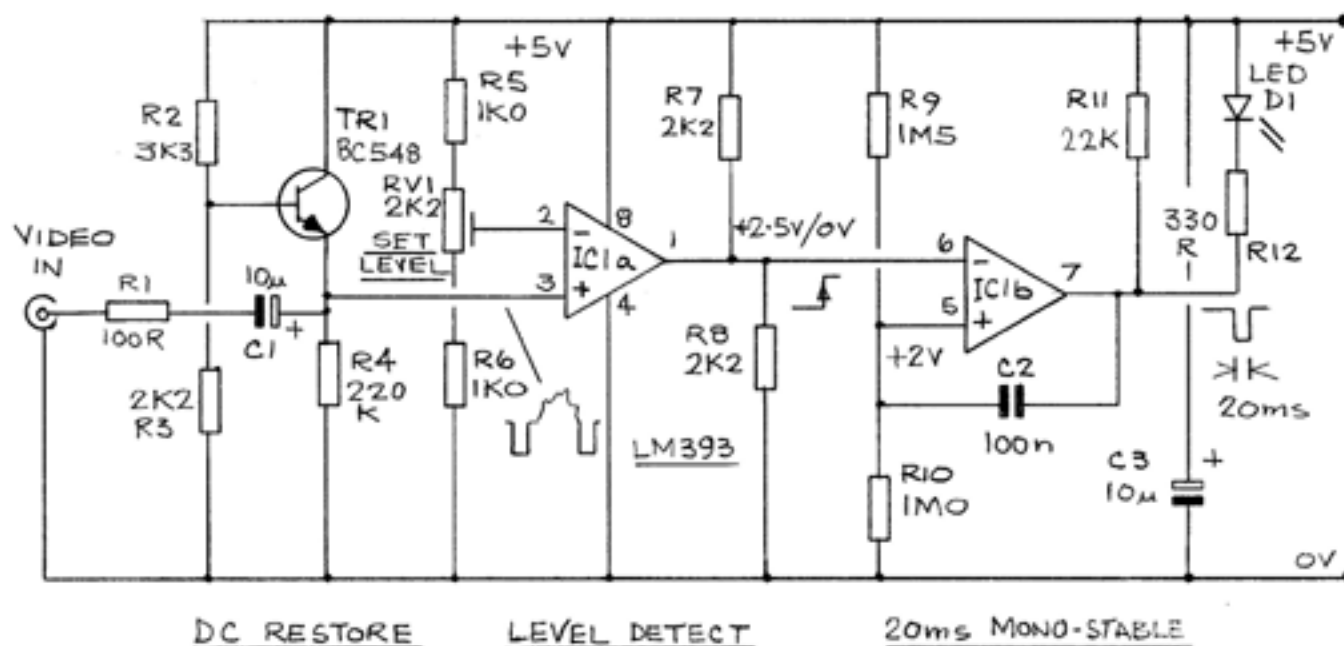 +5V
+5V
R2
3K3
TR1
BC548
R5
1K0
RV1
2K2
SET
LEVEL
R7
2K2
R9
1M5
R11
22K
LED
D1
330
R
R12
VIDEO
IN
R1
100R
10µ
C1
+
2
3
8
4
1
-
+
IC1a
+2.5V/0V
6
5
7
-
+
IC1b
+2V
2K2
R3
R4
220
K
R6
1K0
LM393
R8
2K2
C2
100n
20ms
R10
1M0
C3
10µ
+
0V
DC RESTORE
LEVEL DETECT
20ms MONO-STABLE